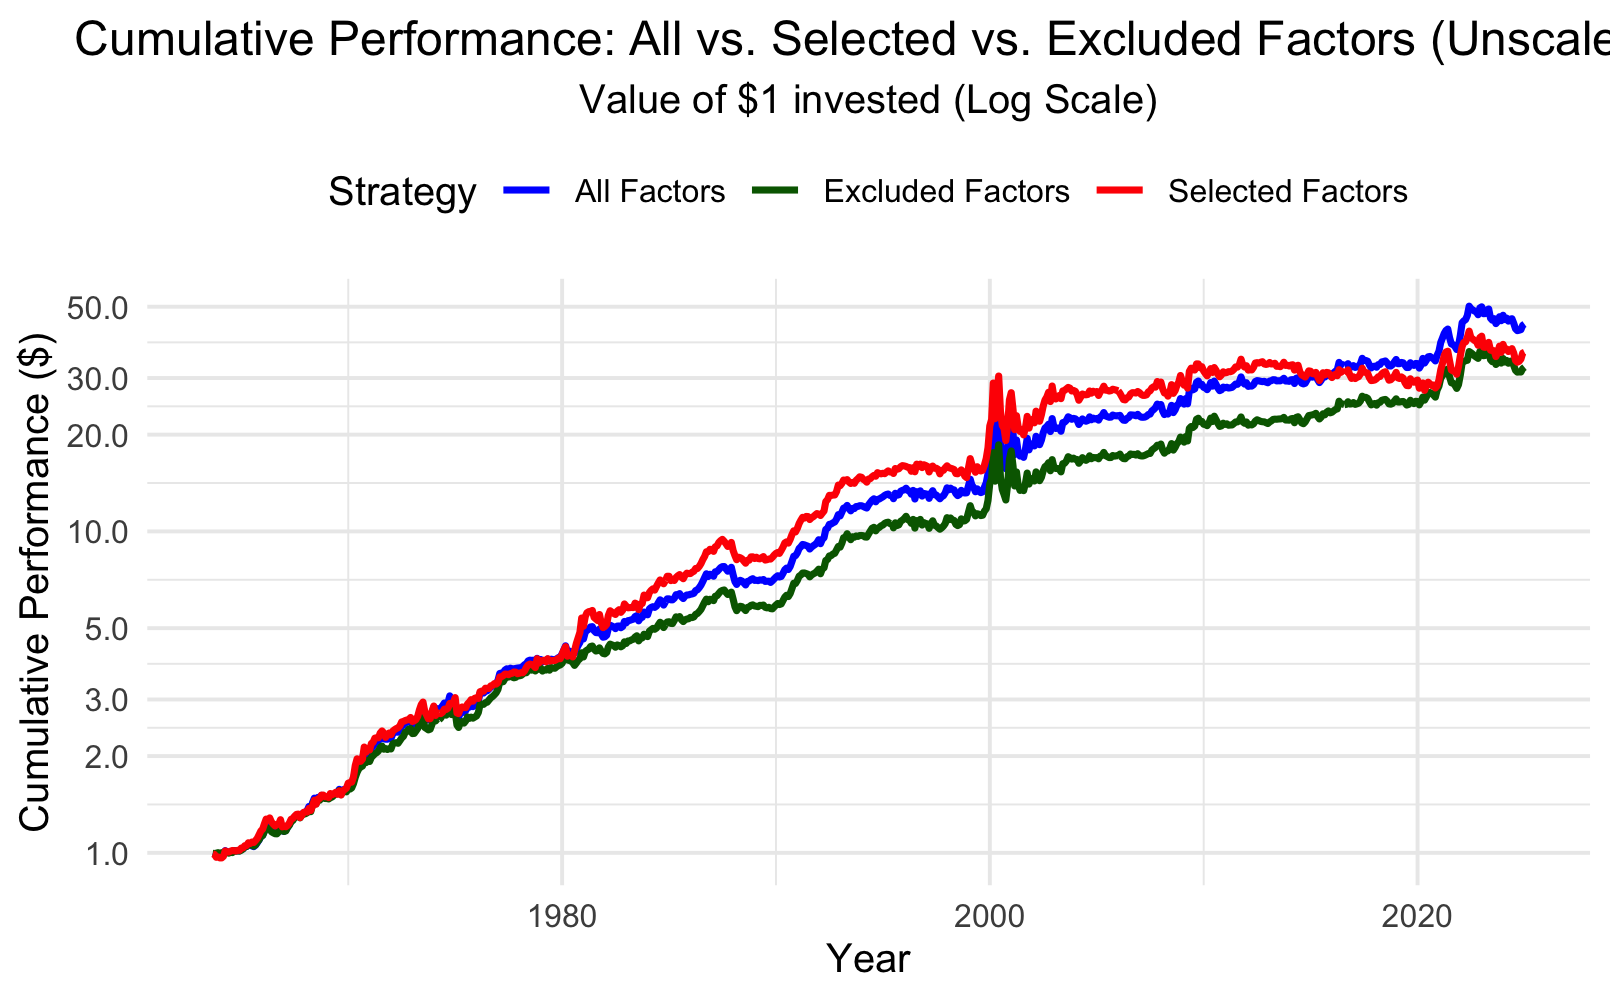 Cumulative Performance: All vs. Selected vs. Excluded Factors (Unscale
Value of $1 invested (Log Scale)
Strategy All Factors Excluded Factors Selected Factors
Cumulative Performance ($)
50.0
30.0
20.0
10.0
5.0
3.0
2.0
1.0
1980 2000 2020
Year